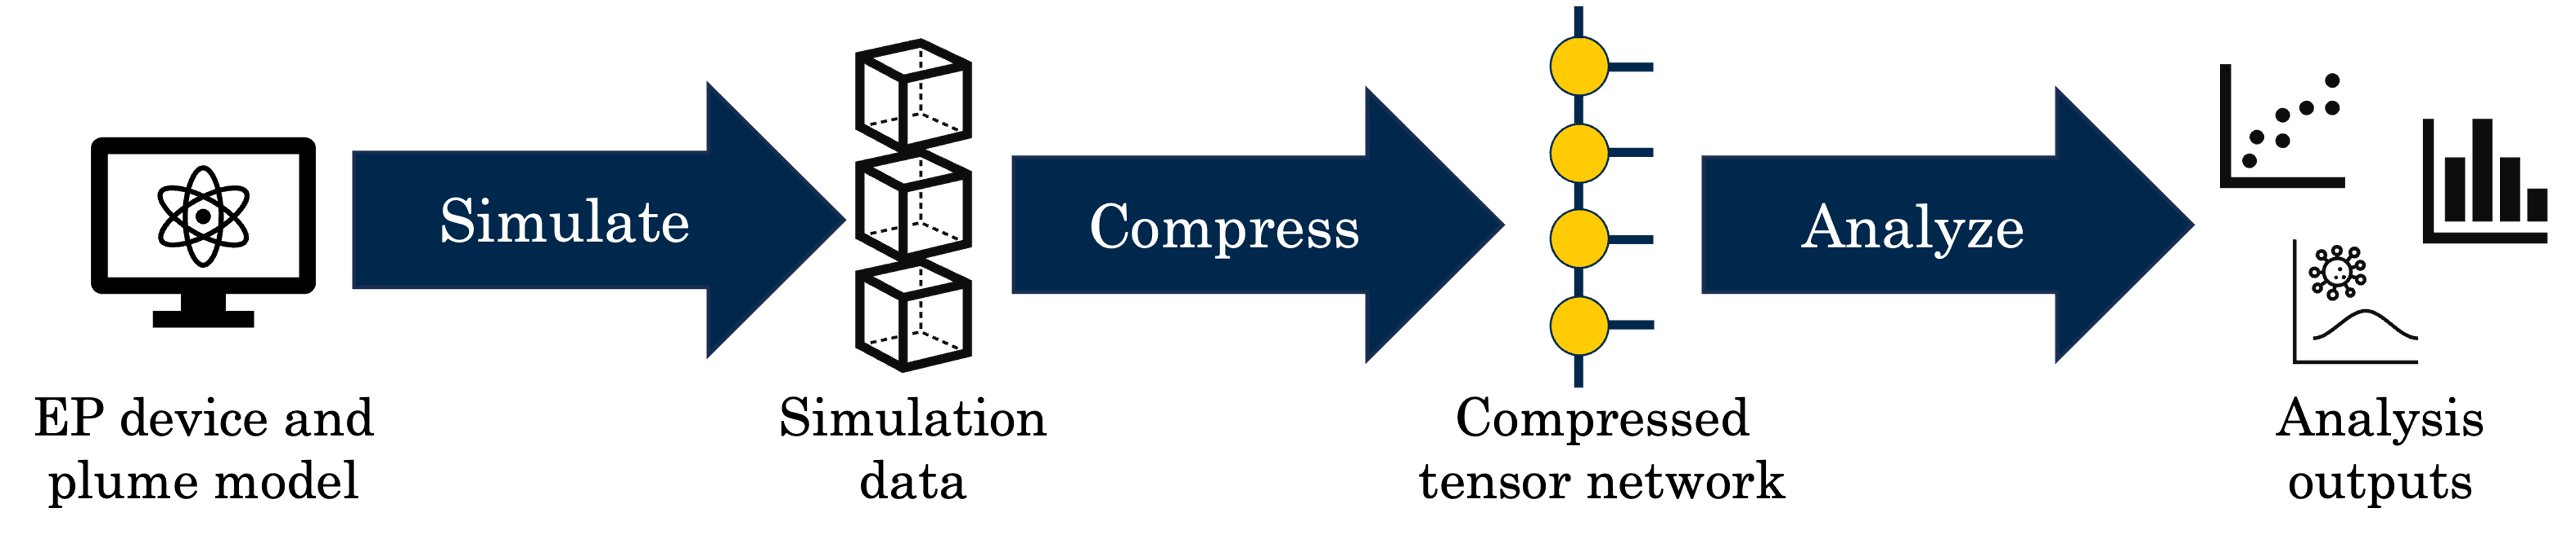 Simulate
Compress
Analyze
EP device and
plume model
Simulation
data
Compressed
tensor network
Analysis
outputs